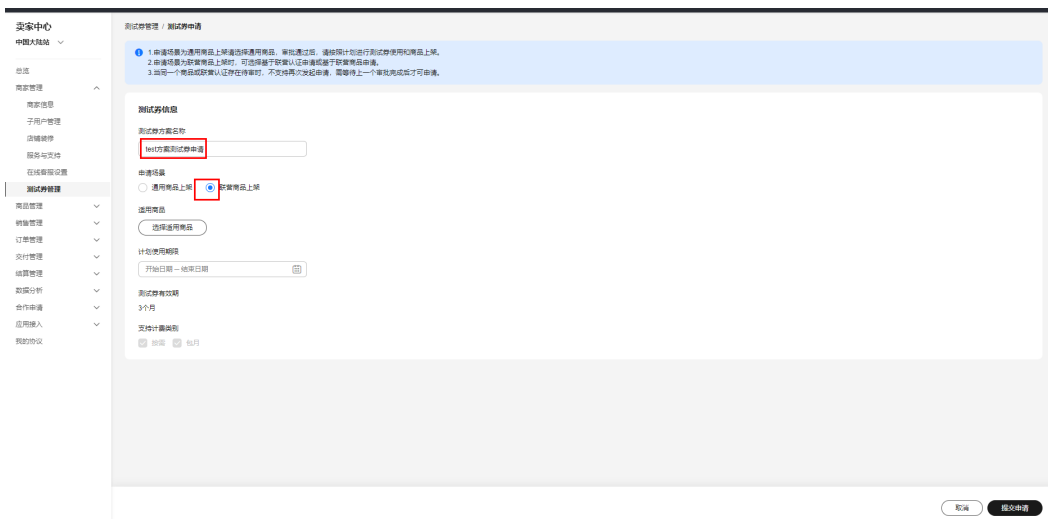 卖家中心
中国大陆站
总览
商家管理
商家信息
子用户管理
店铺装修
服务与支持
在线客服设置
测试券管理
商品管理
销售管理
订单管理
交付管理
结算管理
数据分析
合作申请
应用接入
我的协议
测试券管理 / 测试券申请
1.申请场景为通用商品上架请选择通用商品，审批通过后，请按照计划进行测试券使用和商品上架。
2.申请场景为联营商品上架时，可选择基于联营认证申请或基于联营商品申请。
3.当同一个商品或联营认证存在待审时，不支持再次发起申请，需等待上一个审批完成后才可申请。
测试券信息
测试券方案名称
test方案测试券申请
申请场景
通用商品上架 联营商品上架
适用商品
选择适用商品
计划使用期限
开始日期 – 结束日期
测试券有效期
3个月
支持计费类别
按需 包月
取消 提交申请